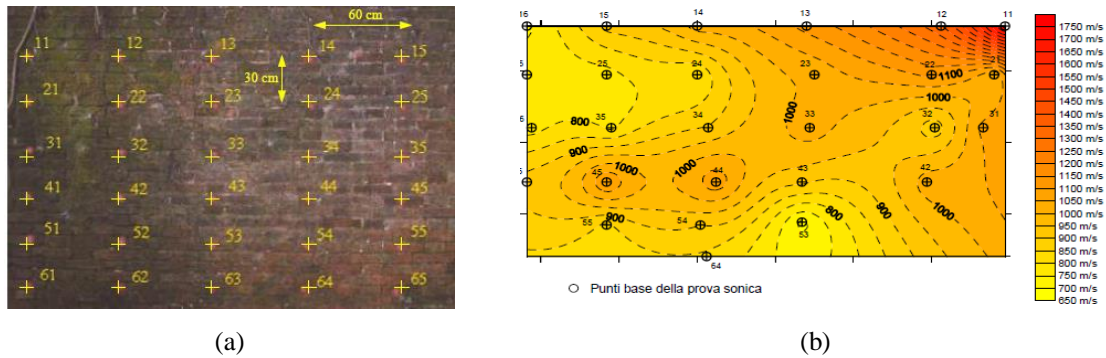 60 cm
11 12 13 14 15
30 cm
21 22 23 24 25
31 32 33 34 35
41 42 43 44 45
51 52 53 54 55
61 62 63 64 65
(a)
16 15 14 13 12 11
5 25 24 23 22 2
1100
1000
1000
800
6 35 34 33 32 31
900
1000
1000
5 45 44 43 42
900
800
900
1000
55 54 53
64
Punti base della prova sonica
(b)
1750 m/s
1700 m/s
1650 m/s
1600 m/s
1550 m/s
1500 m/s
1450 m/s
1400 m/s
1350 m/s
1300 m/s
1250 m/s
1200 m/s
1150 m/s
1100 m/s
1050 m/s
1000 m/s
950 m/s
900 m/s
850 m/s
800 m/s
750 m/s
700 m/s
650 m/s